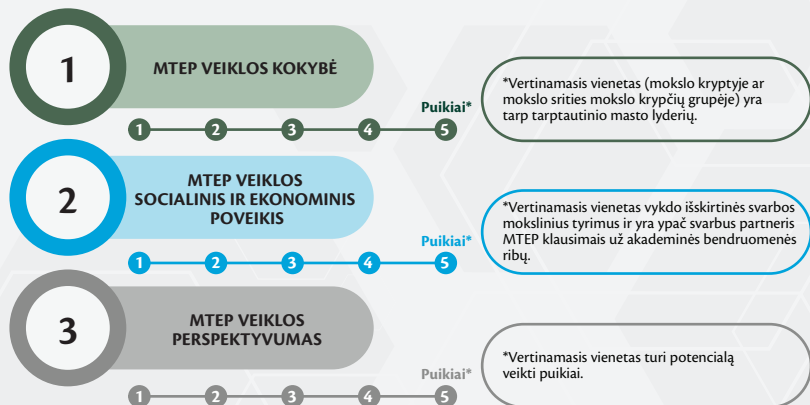 1
MTEP VEIKLOS KOKYBĖ
Puikiai*
1 2 3 4 5
*Vertinamasis vienetas (mokslo kryptyje ar
mokslo srities mokslo krypčių grupėje) yra
tarp tarptautinio masto lyderių.
2
MTEP VEIKLOS
SOCIALINIS IR EKONOMINIS
POVEIKIS
Puikiai*
1 2 3 4 5
*Vertinamasis vienetas vykdo išskirtinės svarbos
mokslinius tyrimus ir yra ypač svarbus partneris
MTEP klausimais už akademinės bendruomenės
ribų.
3
MTEP VEIKLOS
PERSPEKTYVUMAS
Puikiai*
1 2 3 4 5
*Vertinamasis vienetas turi potencialą
veikti puikiai.